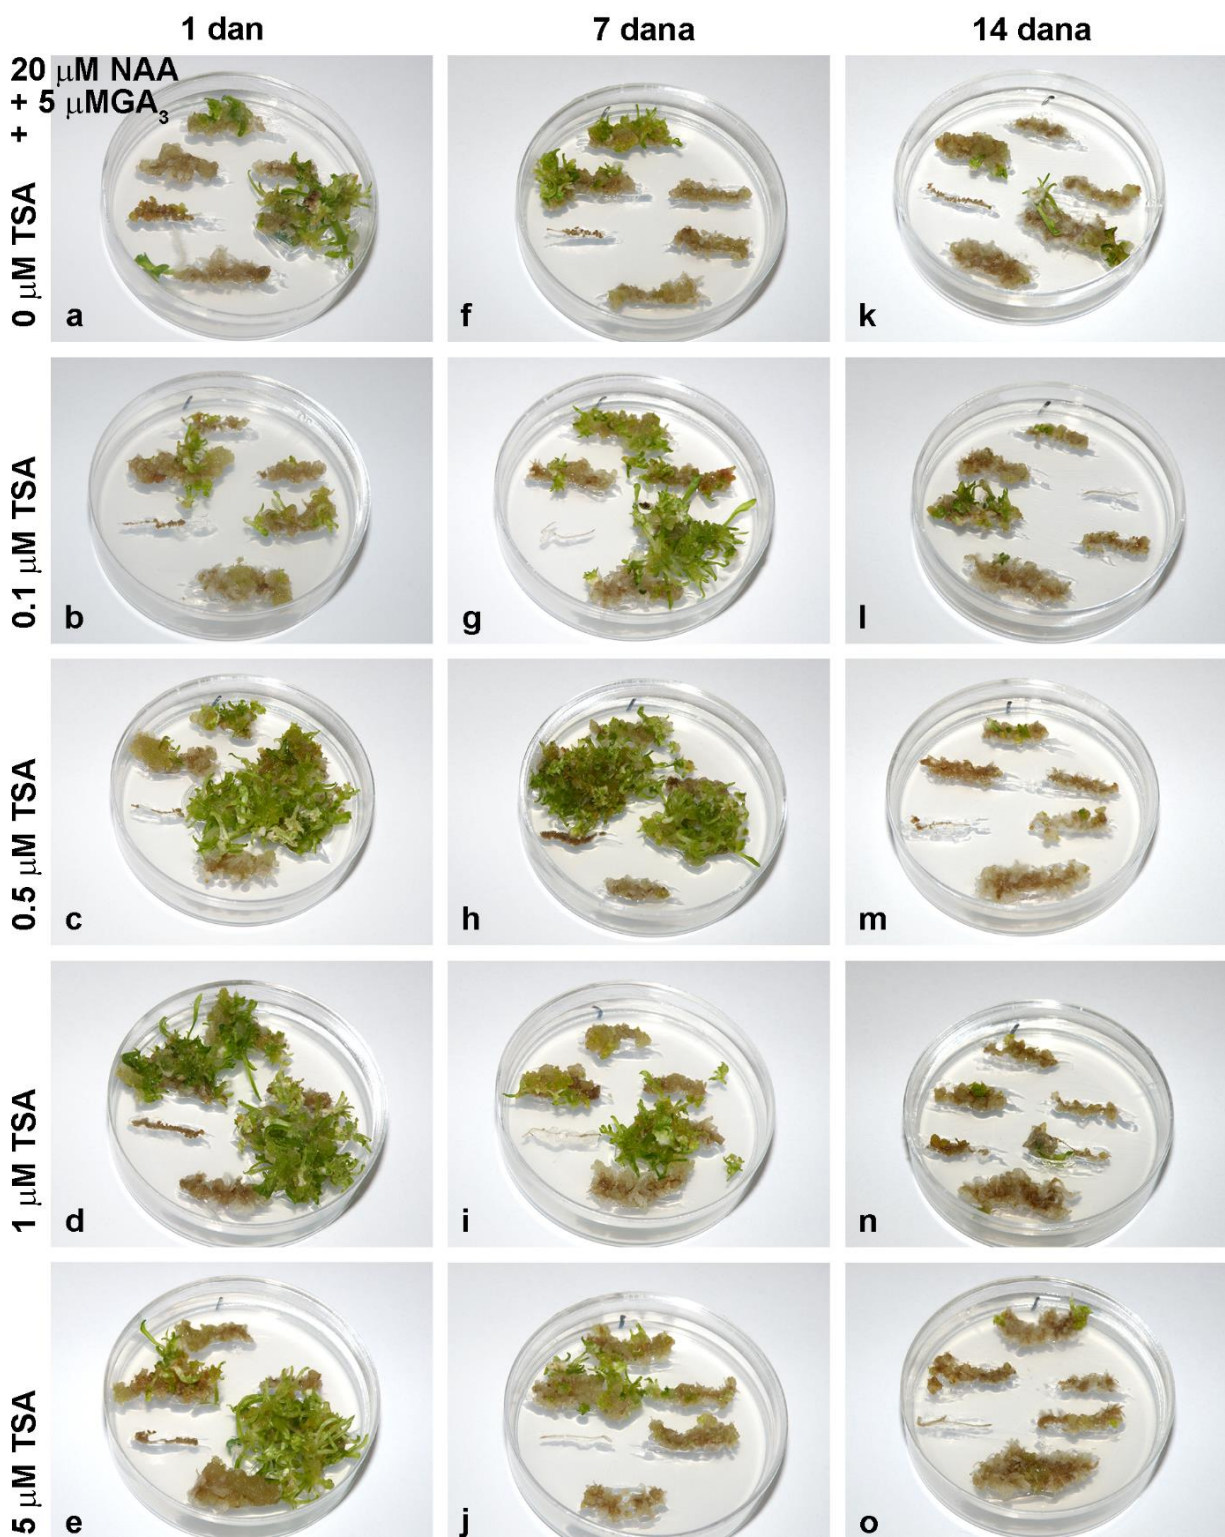 1 dan
7 dana
14 dana
20 μM NAA
+ 5 μMGA₃
+
0 μM TSA
a
f
k
0.1 μM TSA
b
g
l
0.5 μM TSA
c
h
m
1 μM TSA
d
i
n
5 μM TSA
e
j
o